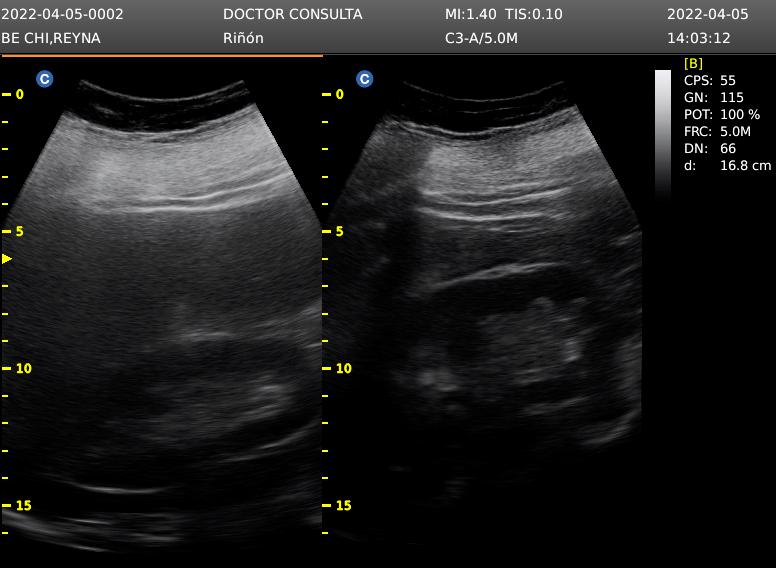 2022-04-05-0002 DOCTOR CONSULTA MI:1.40 TIS:0.10 2022-04-05
BE CHI,REYNA Riñón C3-A/5.0M 14:03:12
C C
[B]
CPS: 55
GN: 115
POT: 100 %
FRC: 5.0M
DN: 66
d: 16.8 cm
0 0
5 5
10 10
15 15